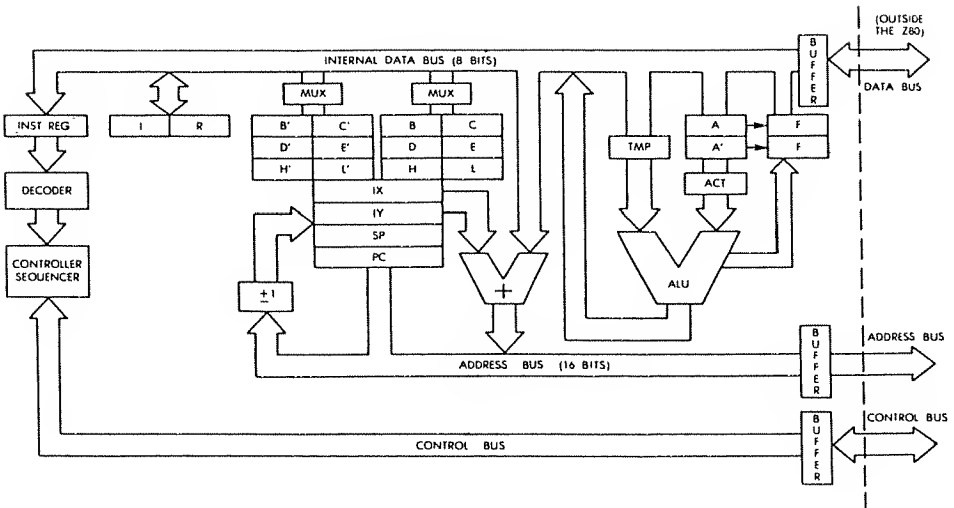 (OUTSIDE
THE Z80)
BUFFER
DATA BUS
INTERNAL DATA BUS (8 BITS)
MUX
MUX
INST REG
I
R
B'
C'
B
C
D'
E'
D
E
H'
L'
H
L
IX
IY
SP
PC
TMP
A
F
A'
F
ACT
DECODER
CONTROLLER
SEQUENCER
±1
+
ALU
ADDRESS BUS (16 BITS)
BUFFER
ADDRESS BUS
CONTROL BUS
BUFFER
CONTROL BUS